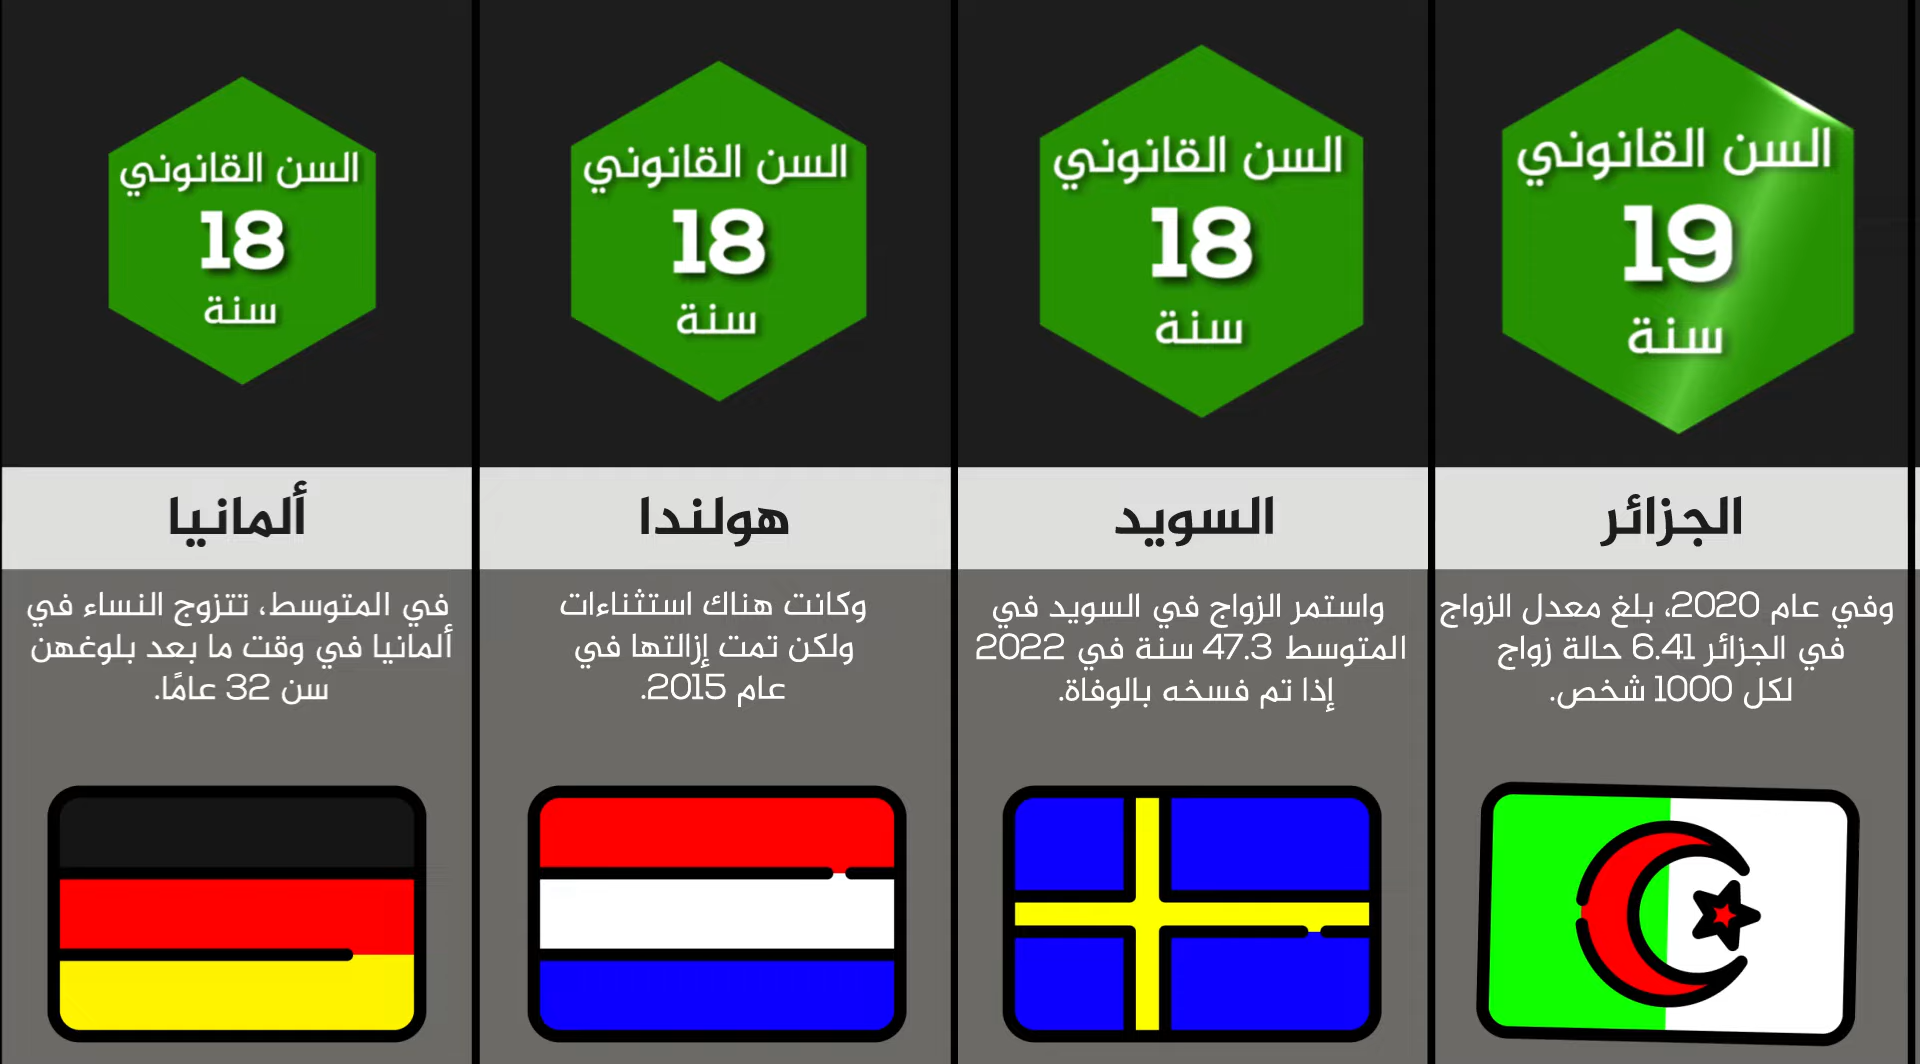 السن القانوني
18
سنة
ألمانيا
في المتوسط، تتزوج النساء في
ألمانيا في وقت ما بعد بلوغهن
سن 32 عامًا.
السن القانوني
18
سنة
هولندا
وكانت هناك استثناءات
ولكن تمت إزالتها في
عام 2015.
السن القانوني
18
سنة
السويد
واستمر الزواج في السويد في
المتوسط 47.3 سنة في 2022
إذا تم فسخه بالوفاة.
السن القانوني
19
سنة
الجزائر
وفي عام 2020، بلغ معدل الزواج
في الجزائر 6.41 حالة زواج
لكل 1000 شخص.